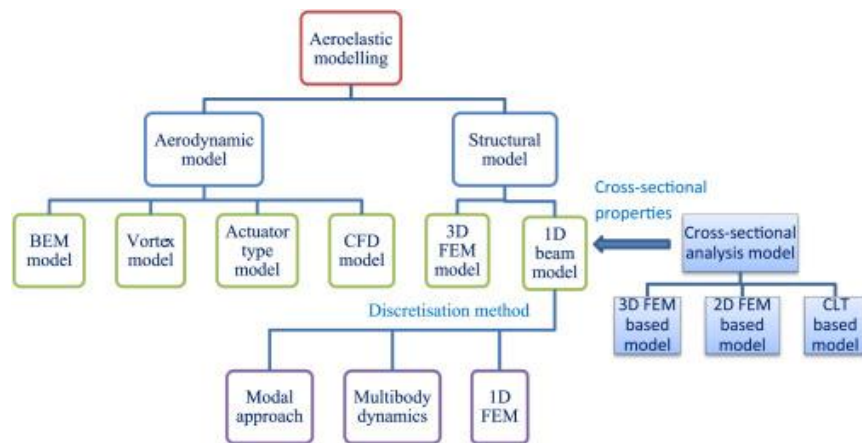 Aeroelastic
modelling
Aerodynamic
model
Structural
model
Cross-sectional
properties
BEM
model
Vortex
model
Actuator
type
model
CFD
model
3D
FEM
model
1D
beam
model
Cross-sectional
analysis model
Discretisation method
3D FEM
based
model
2D FEM
based
model
CLT
based
model
Modal
approach
Multibody
dynamics
1D
FEM